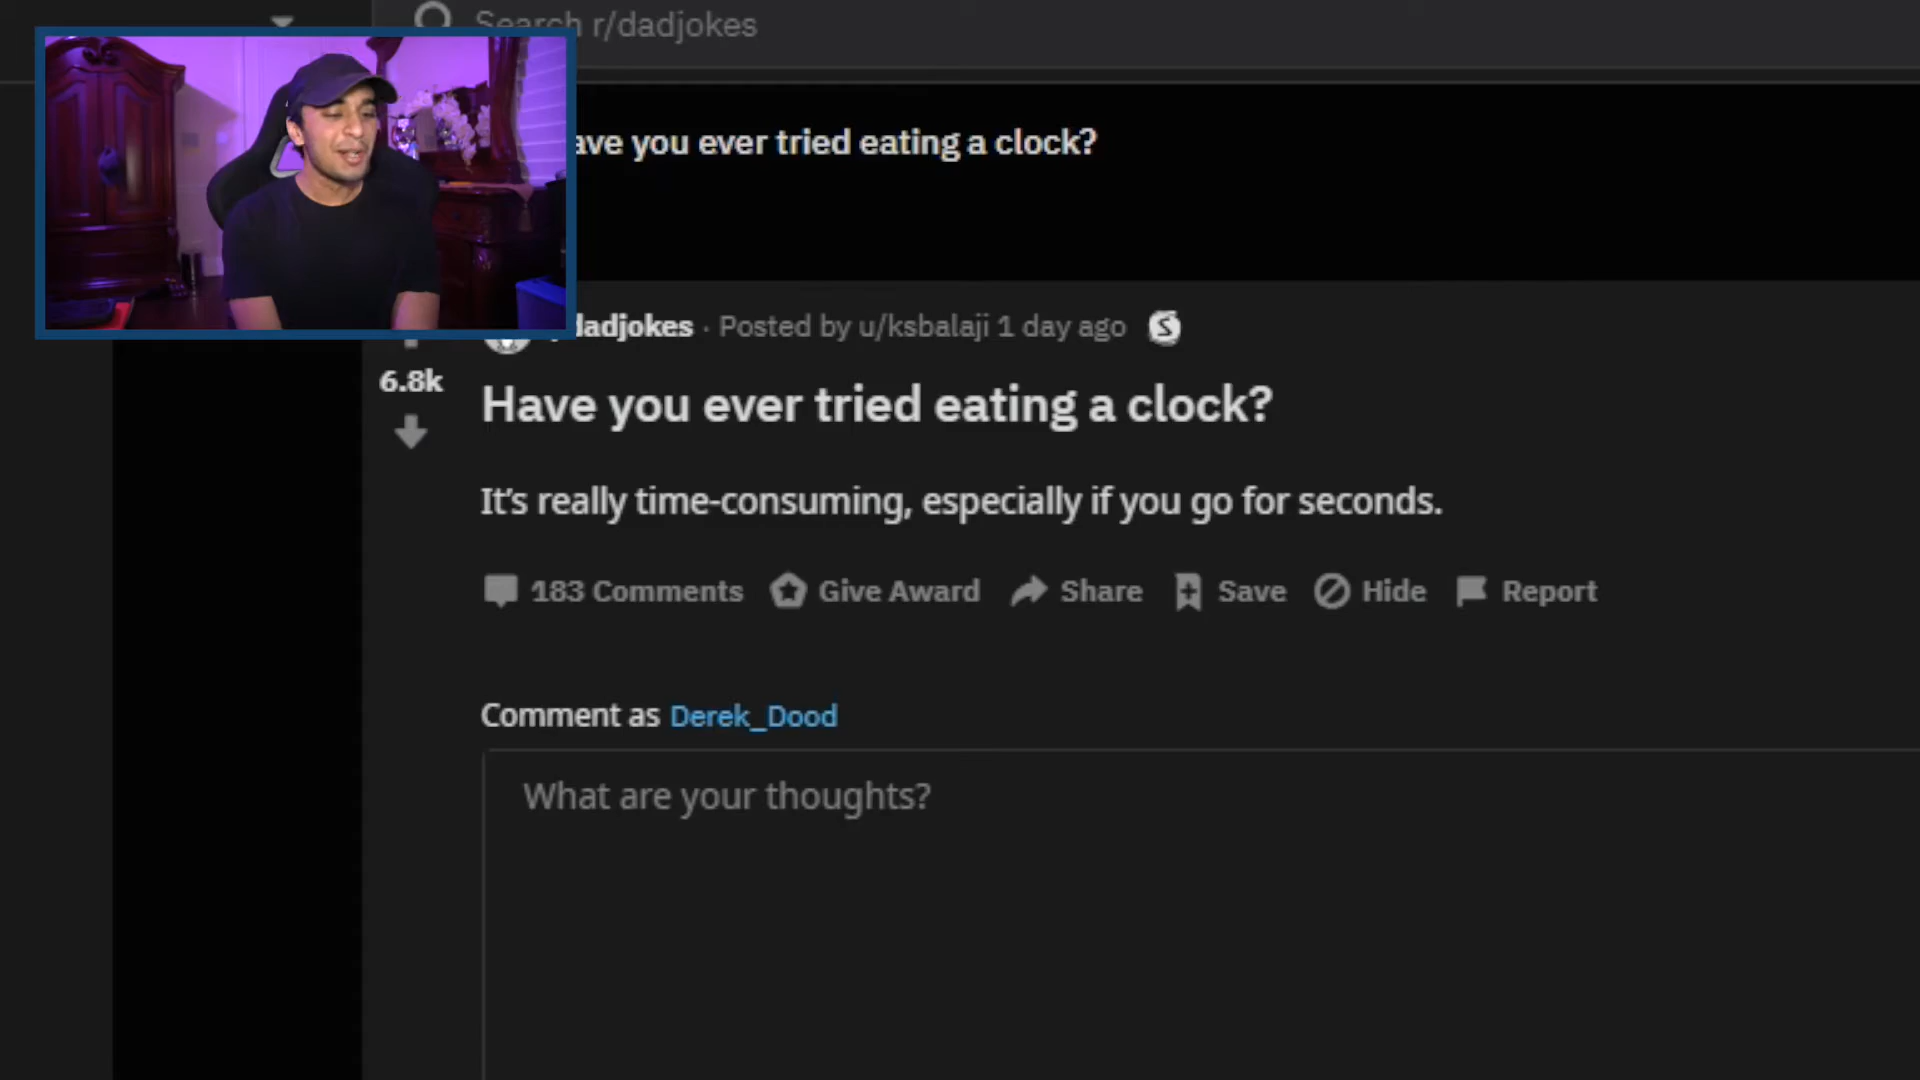 Search r/dadjokes
ave you ever tried eating a clock?
dadjokes · Posted by u/ksbalaji 1 day ago
6.8k
Have you ever tried eating a clock?
It's really time-consuming, especially if you go for seconds.
183 Comments Give Award Share Save Hide Report
Comment as Derek_Dood
What are your thoughts?